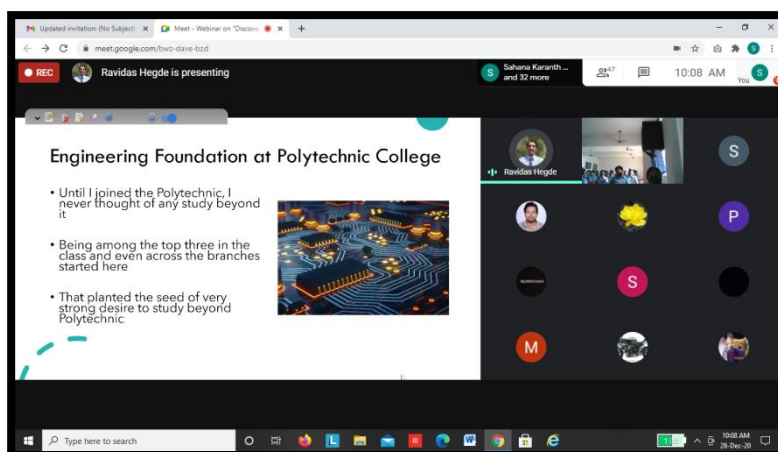 Updated invitation: (No Subject)
Meet - Webinar on "Discove
meet.google.com/bwz-dave-bzd
REC
Ravidas Hegde is presenting
S
Sahana Karanth ...
and 32 more
47
10:08 AM
You
S
Engineering Foundation at Polytechnic College
• Until I joined the Polytechnic, I
never thought of any study beyond
it
• Being among the top three in the
class and even across the branches
started here
• That planted the seed of very
strong desire to study beyond
Polytechnic
Ravidas Hegde
S
P
S
M
Type here to search
10:08 AM
28-Dec-20